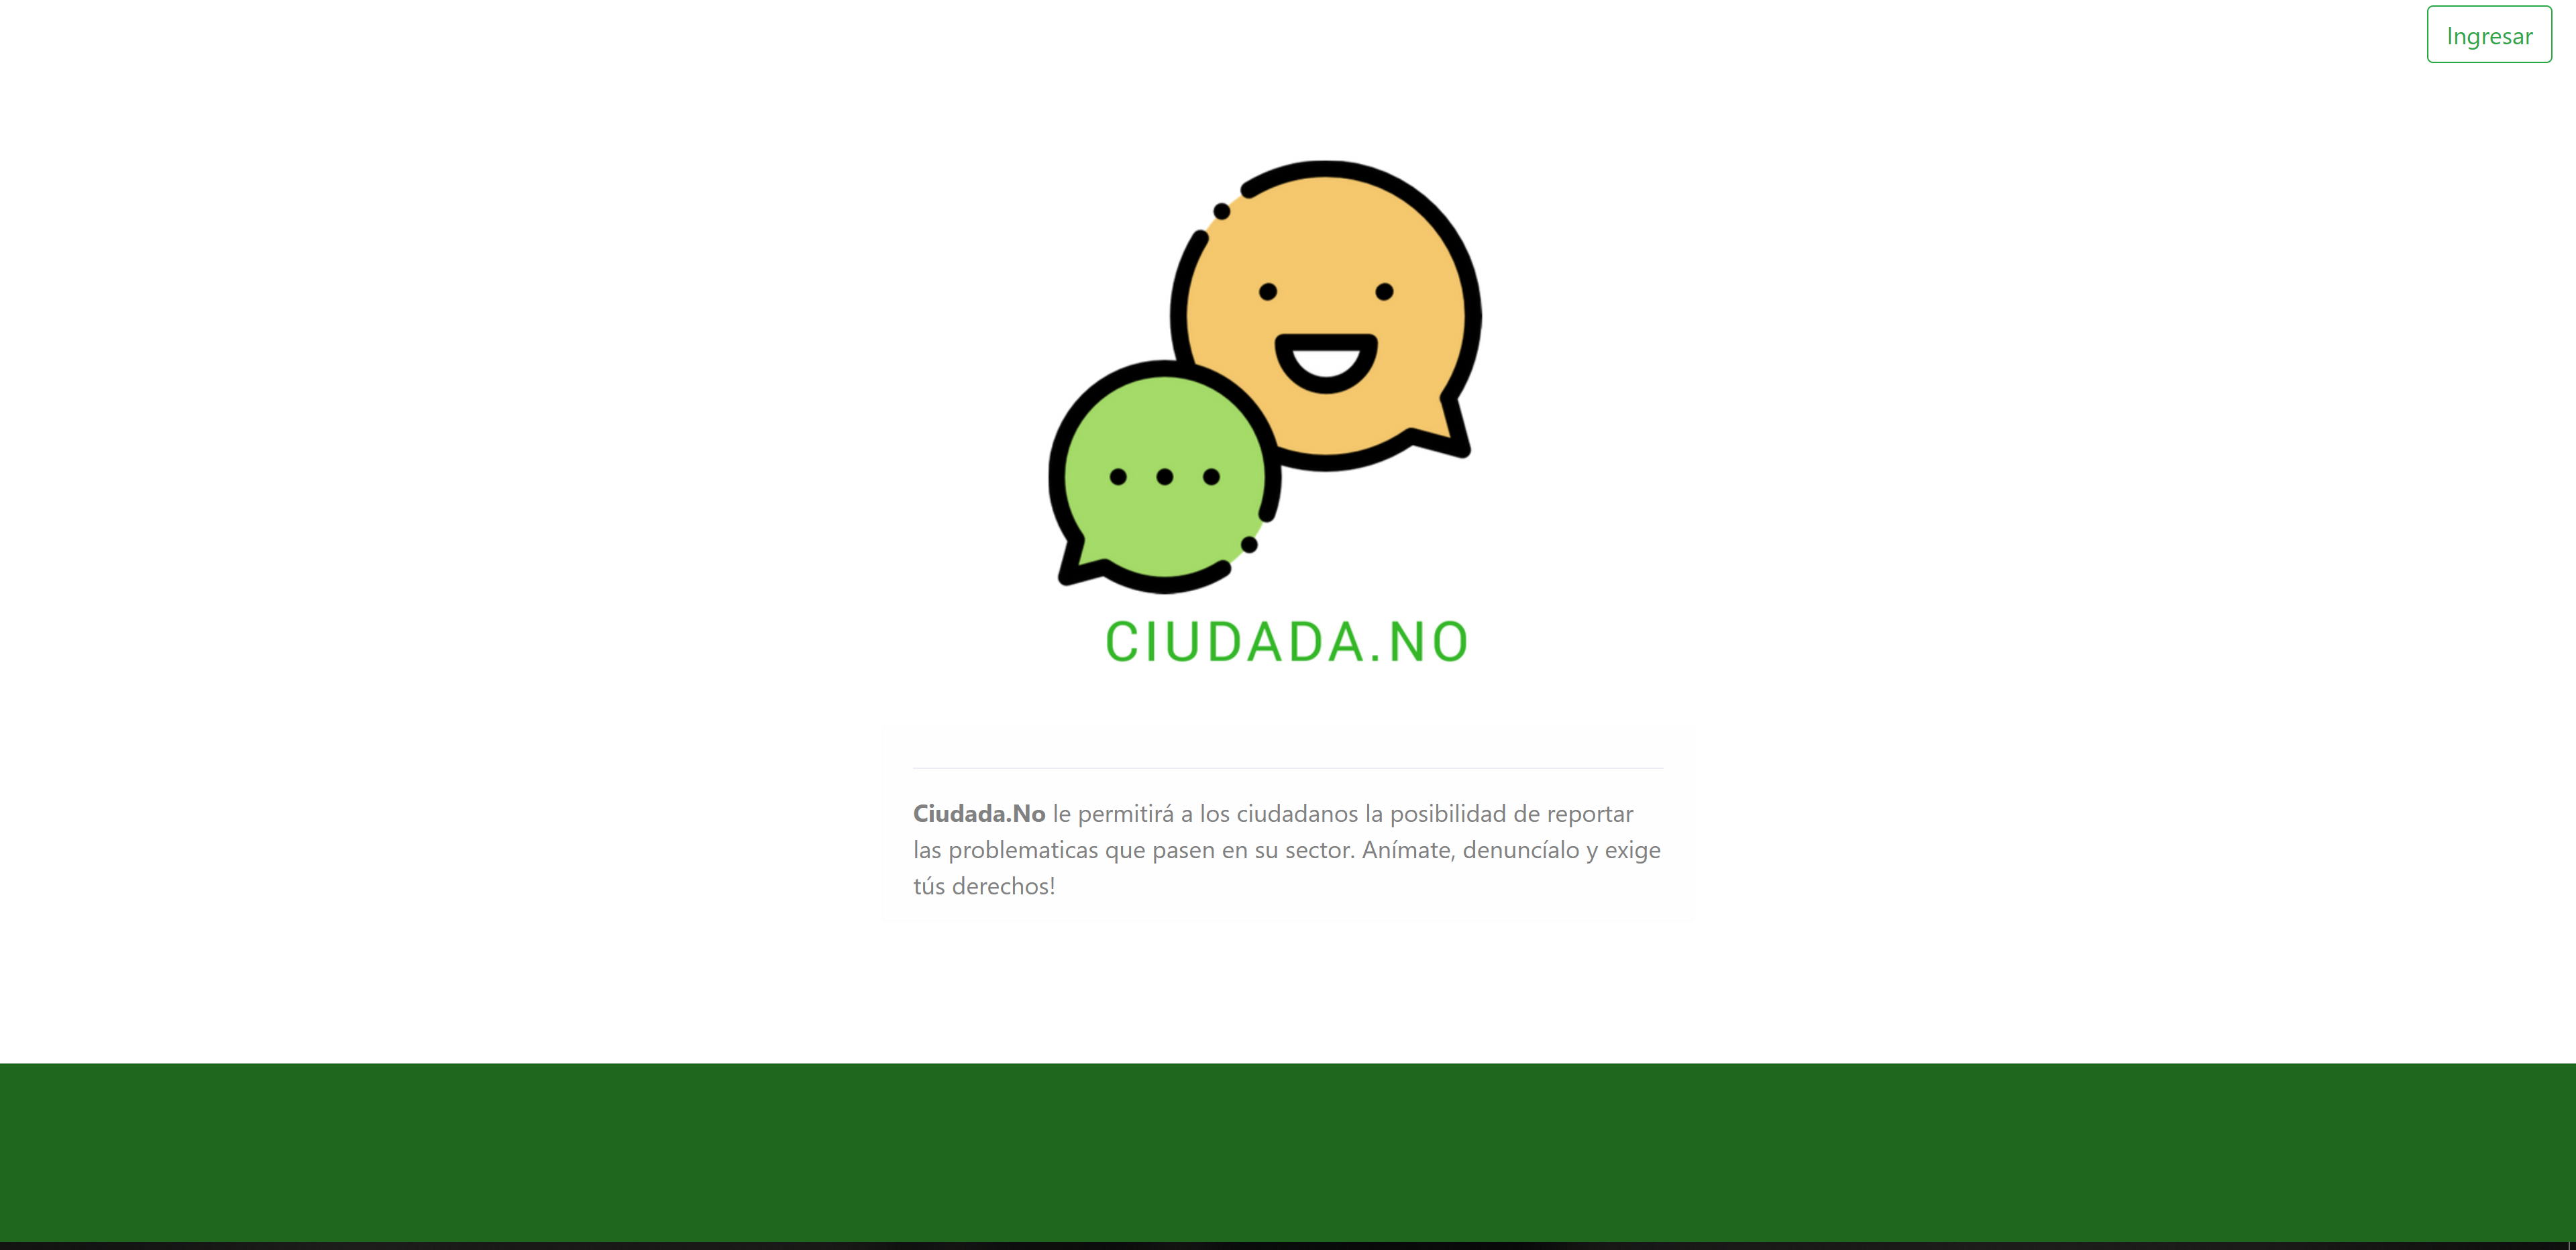 Ingresar
CIUDADA.NO
Ciudada.No le permitirá a los ciudadanos la posibilidad de reportar
las problematicas que pasen en su sector. Anímate, denuncíalo y exige
tús derechos!